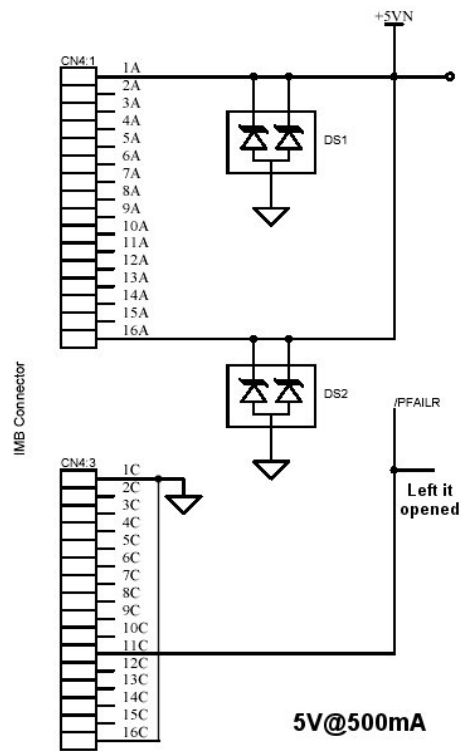 +5VN
CN4:1
1A
2A
3A
4A
5A
6A
7A
8A
9A
10A
11A
12A
13A
14A
15A
16A
DS1
DS2
IMB Connector
/PFAILR
Left it
opened
CN4:3
1C
2C
3C
4C
5C
6C
7C
8C
9C
10C
11C
12C
13C
14C
15C
16C
5V@500mA